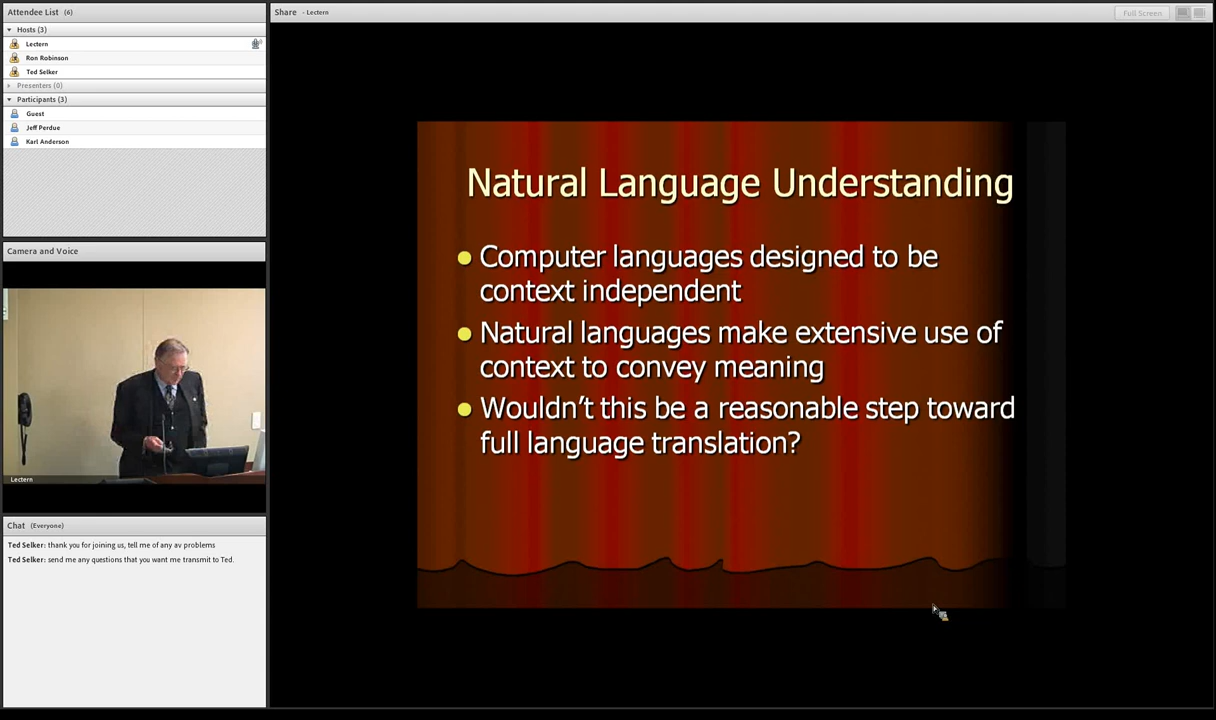 Attendee List (6)
Hosts (3)
Lectern
Ron Robinson
Ted Selker
Presenters (0)
Participants (3)
Guest
Jeff Perdue
Karl Anderson
Camera and Voice
Lectern
Chat (Everyone)
Ted Selker: thank you for joining us, tell me of any av problems
Ted Selker: send me any questions that you want me transmit to Ted.
Share - Lectern
Full Screen
Natural Language Understanding
Computer languages designed to be
context independent
Natural languages make extensive use of
context to convey meaning
Wouldn't this be a reasonable step toward
full language translation?